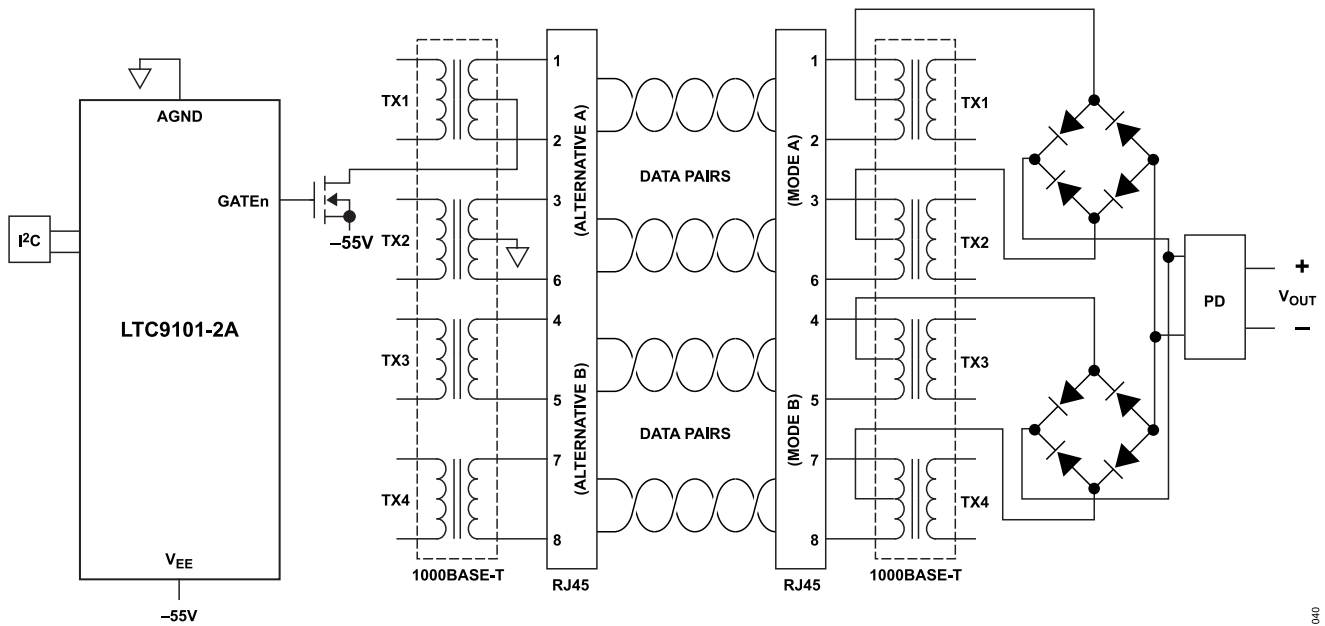 AGND
GATEn
I²C
LTC9101-2A
VEE
–55V
–55V
TX1
TX2
TX3
TX4
1000BASE-T
1
2
3
6
4
5
7
8
(ALTERNATIVE A)
(ALTERNATIVE B)
RJ45
DATA PAIRS
DATA PAIRS
(MODE A)
(MODE B)
1
2
3
6
4
5
7
8
RJ45
TX1
TX2
TX3
TX4
1000BASE-T
PD
+
VOUT
–
040